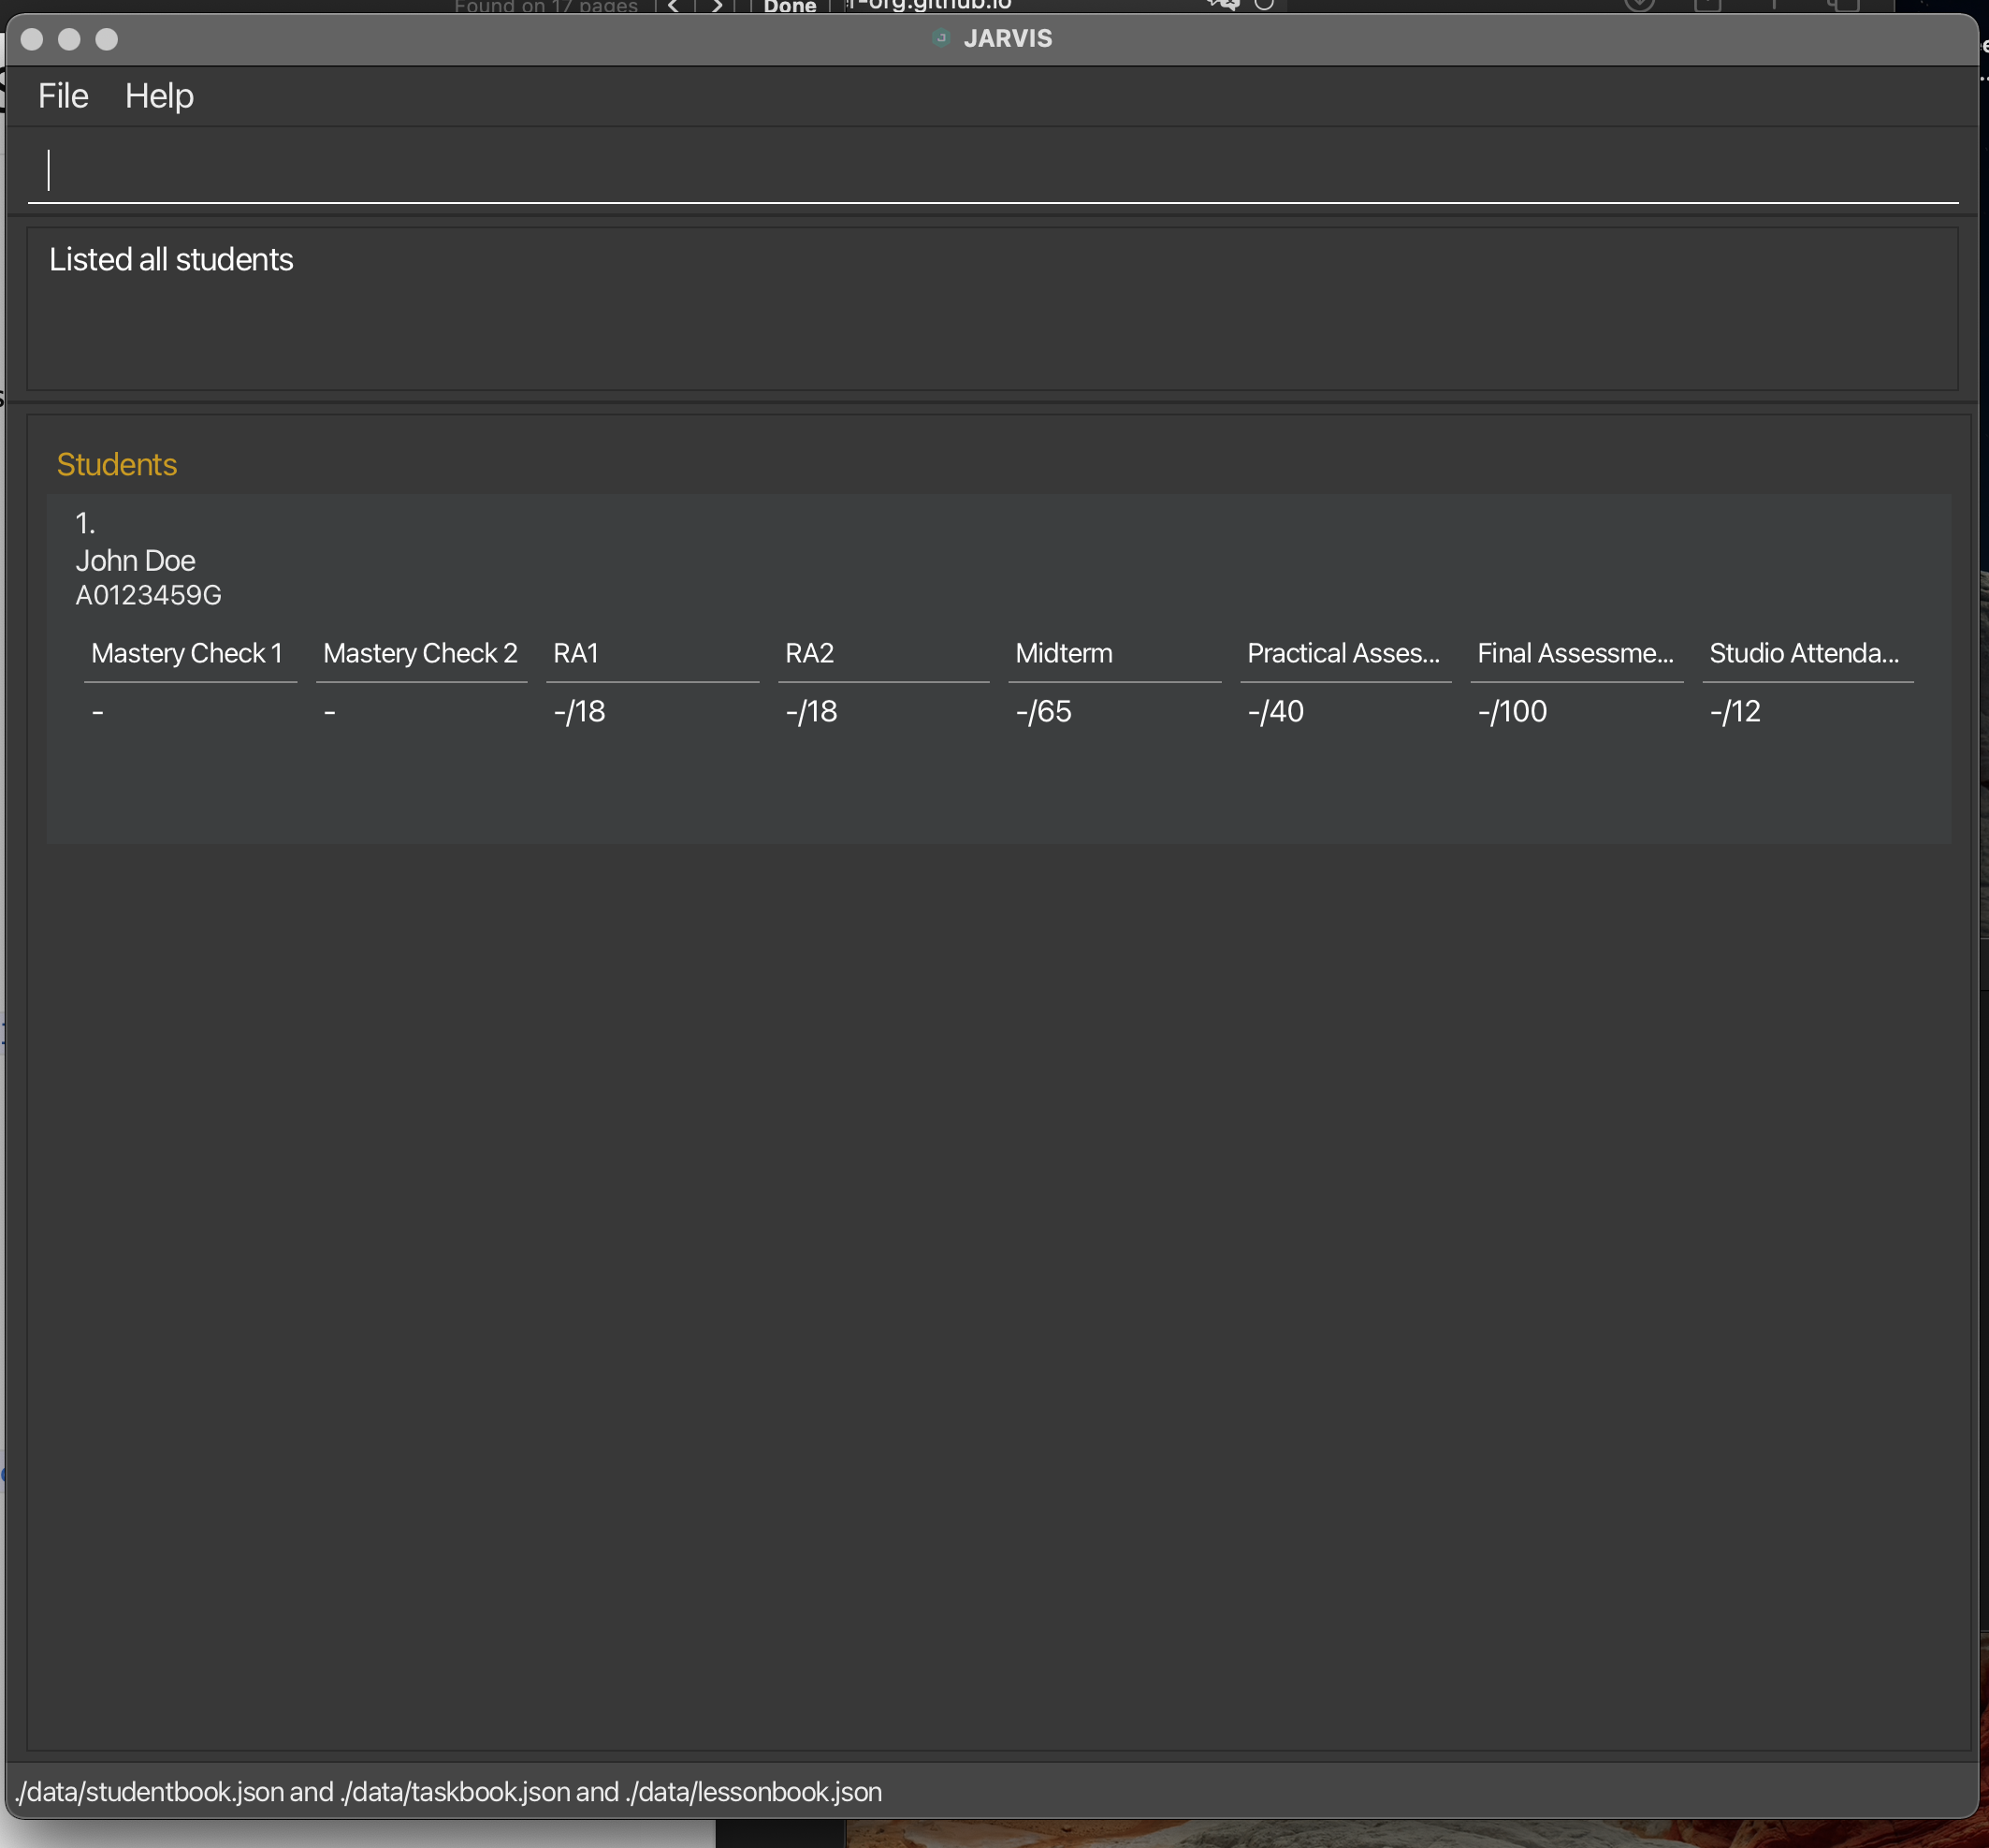 Found on 17 pages
Done
r-org.github.io
JARVIS
File Help
Listed all students
Students
1.
John Doe
A0123459G
Mastery Check 1 Mastery Check 2 RA1 RA2 Midterm Practical Asses... Final Assessme... Studio Attenda...
- - -/18 -/18 -/65 -/40 -/100 -/12
./data/studentbook.json and ./data/taskbook.json and ./data/lessonbook.json